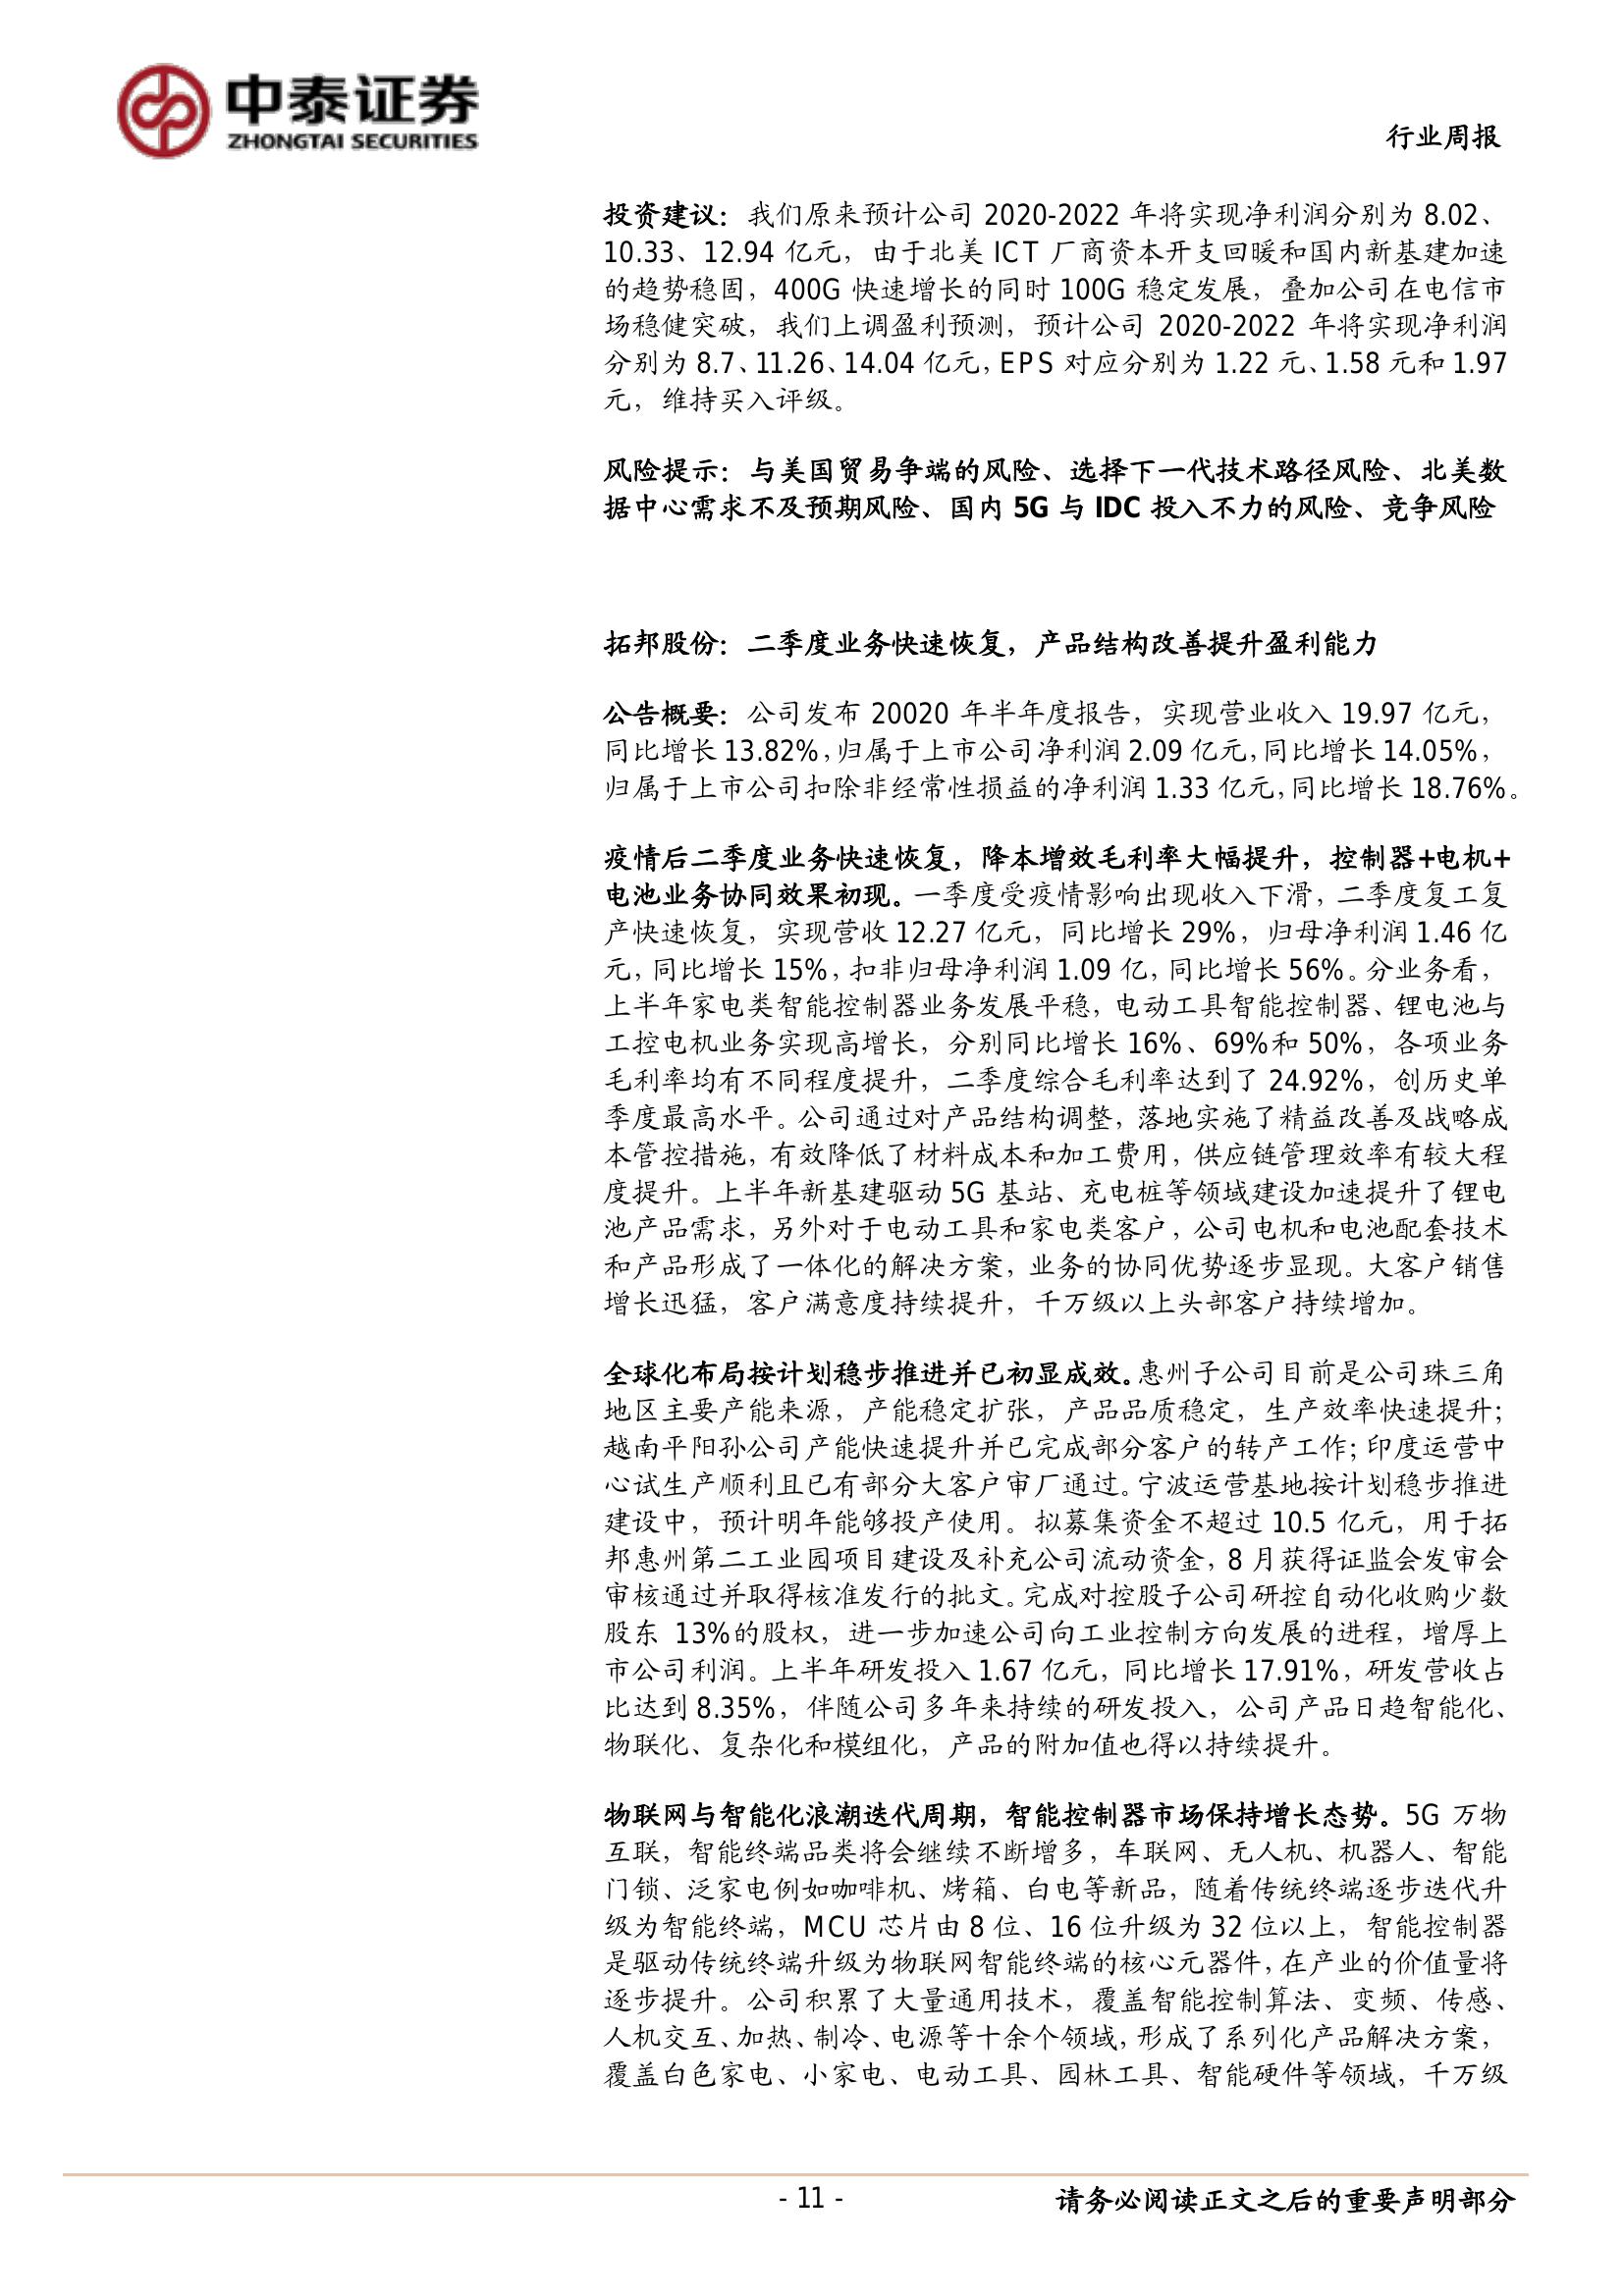 中泰证券
ZHONGTAI SECURITIES
行业周报
投资建议：我们原来预计公司 2020-2022 年将实现净利润分别为 8.02、
10.33、12.94 亿元，由于北美 ICT 厂商资本开支回暖和国内新基建加速
的趋势稳固，400G 快速增长的同时 100G 稳定发展，叠加公司在电信市
场稳健突破，我们上调盈利预测，预计公司 2020-2022 年将实现净利润
分别为 8.7、11.26、14.04 亿元，EPS 对应分别为 1.22 元、1.58 元和 1.97
元，维持买入评级。
风险提示：与美国贸易争端的风险、选择下一代技术路径风险、北美数
据中心需求不及预期风险、国内 5G 与 IDC 投入不力的风险、竞争风险
拓邦股份：二季度业务快速恢复，产品结构改善提升盈利能力
公告概要：公司发布 20020 年半年度报告，实现营业收入 19.97 亿元，
同比增长 13.82%，归属于上市公司净利润 2.09 亿元，同比增长 14.05%，
归属于上市公司扣除非经常性损益的净利润 1.33 亿元，同比增长 18.76%。
疫情后二季度业务快速恢复，降本增效毛利率大幅提升，控制器+电机+
电池业务协同效果初现。一季度受疫情影响出现收入下滑，二季度复工复
产快速恢复，实现营收 12.27 亿元，同比增长 29%，归母净利润 1.46 亿
元，同比增长 15%，扣非归母净利润 1.09 亿，同比增长 56%。分业务看，
上半年家电类智能控制器业务发展平稳，电动工具智能控制器、锂电池与
工控电机业务实现高增长，分别同比增长 16%、69%和 50%，各项业务
毛利率均有不同程度提升，二季度综合毛利率达到了 24.92%，创历史单
季度最高水平。公司通过对产品结构调整，落地实施了精益改善及战略成
本管控措施，有效降低了材料成本和加工费用，供应链管理效率有较大程
度提升。上半年新基建驱动 5G 基站、充电桩等领域建设加速提升了锂电
池产品需求，另外对于电动工具和家电类客户，公司电机和电池配套技术
和产品形成了一体化的解决方案，业务的协同优势逐步显现。大客户销售
增长迅猛，客户满意度持续提升，千万级以上头部客户持续增加。
全球化布局按计划稳步推进并已初显成效。惠州子公司目前是公司珠三角
地区主要产能来源，产能稳定扩张，产品品质稳定，生产效率快速提升；
越南平阳孙公司产能快速提升并已完成部分客户的转产工作；印度运营中
心试生产顺利且已有部分大客户审厂通过。宁波运营基地按计划稳步推进
建设中，预计明年能够投产使用。拟募集资金不超过 10.5 亿元，用于拓
邦惠州第二工业园项目建设及补充公司流动资金，8 月获得证监会发审会
审核通过并取得核准发行的批文。完成对控股子公司研控自动化收购少数
股东 13%的股权，进一步加速公司向工业控制方向发展的进程，增厚上
市公司利润。上半年研发投入 1.67 亿元，同比增长 17.91%，研发营收占
比达到 8.35%，伴随公司多年来持续的研发投入，公司产品日趋智能化、
物联化、复杂化和模组化，产品的附加值也得以持续提升。
物联网与智能化浪潮迭代周期，智能控制器市场保持增长态势。5G 万物
互联，智能终端品类将会继续不断增多，车联网、无人机、机器人、智能
门锁、泛家电例如咖啡机、烤箱、白电等新品，随着传统终端逐步迭代升
级为智能终端，MCU 芯片由 8 位、16 位升级为 32 位以上，智能控制器
是驱动传统终端升级为物联网智能终端的核心元器件，在产业的价值量将
逐步提升。公司积累了大量通用技术，覆盖智能控制算法、变频、传感、
人机交互、加热、制冷、电源等十余个领域，形成了系列化产品解决方案，
覆盖白色家电、小家电、电动工具、园林工具、智能硬件等领域，千万级
- 11 -
请务必阅读正文之后的重要声明部分